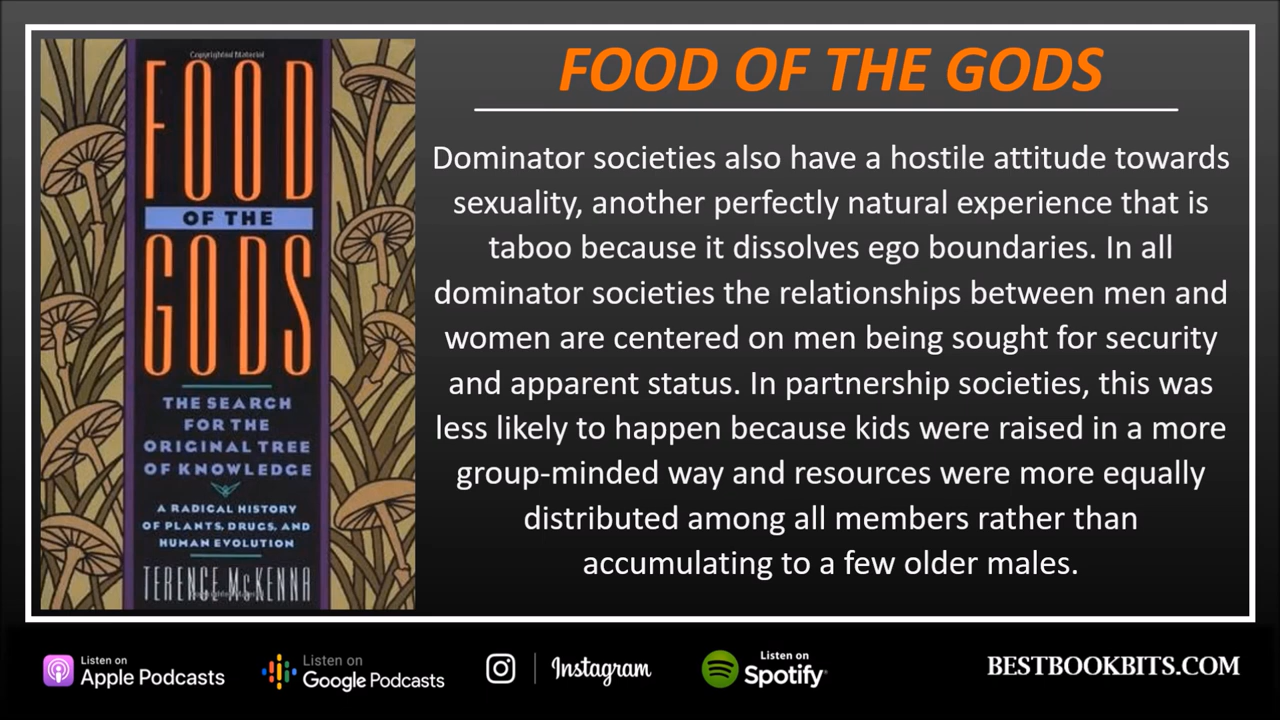 Copyrighted Material
FOOD
OF THE
GODS
THE SEARCH
FOR THE
ORIGINAL TREE
OF KNOWLEDGE
A RADICAL HISTORY
OF PLANTS, DRUGS, AND
HUMAN EVOLUTION
TERENCE McKENNA
FOOD OF THE GODS
Dominator societies also have a hostile attitude towards
sexuality, another perfectly natural experience that is
taboo because it dissolves ego boundaries. In all
dominator societies the relationships between men and
women are centered on men being sought for security
and apparent status. In partnership societies, this was
less likely to happen because kids were raised in a more
group-minded way and resources were more equally
distributed among all members rather than
accumulating to a few older males.
Listen on
Apple Podcasts
Listen on
Google Podcasts
Instagram
Listen on
Spotify
BESTBOOKBITS.COM